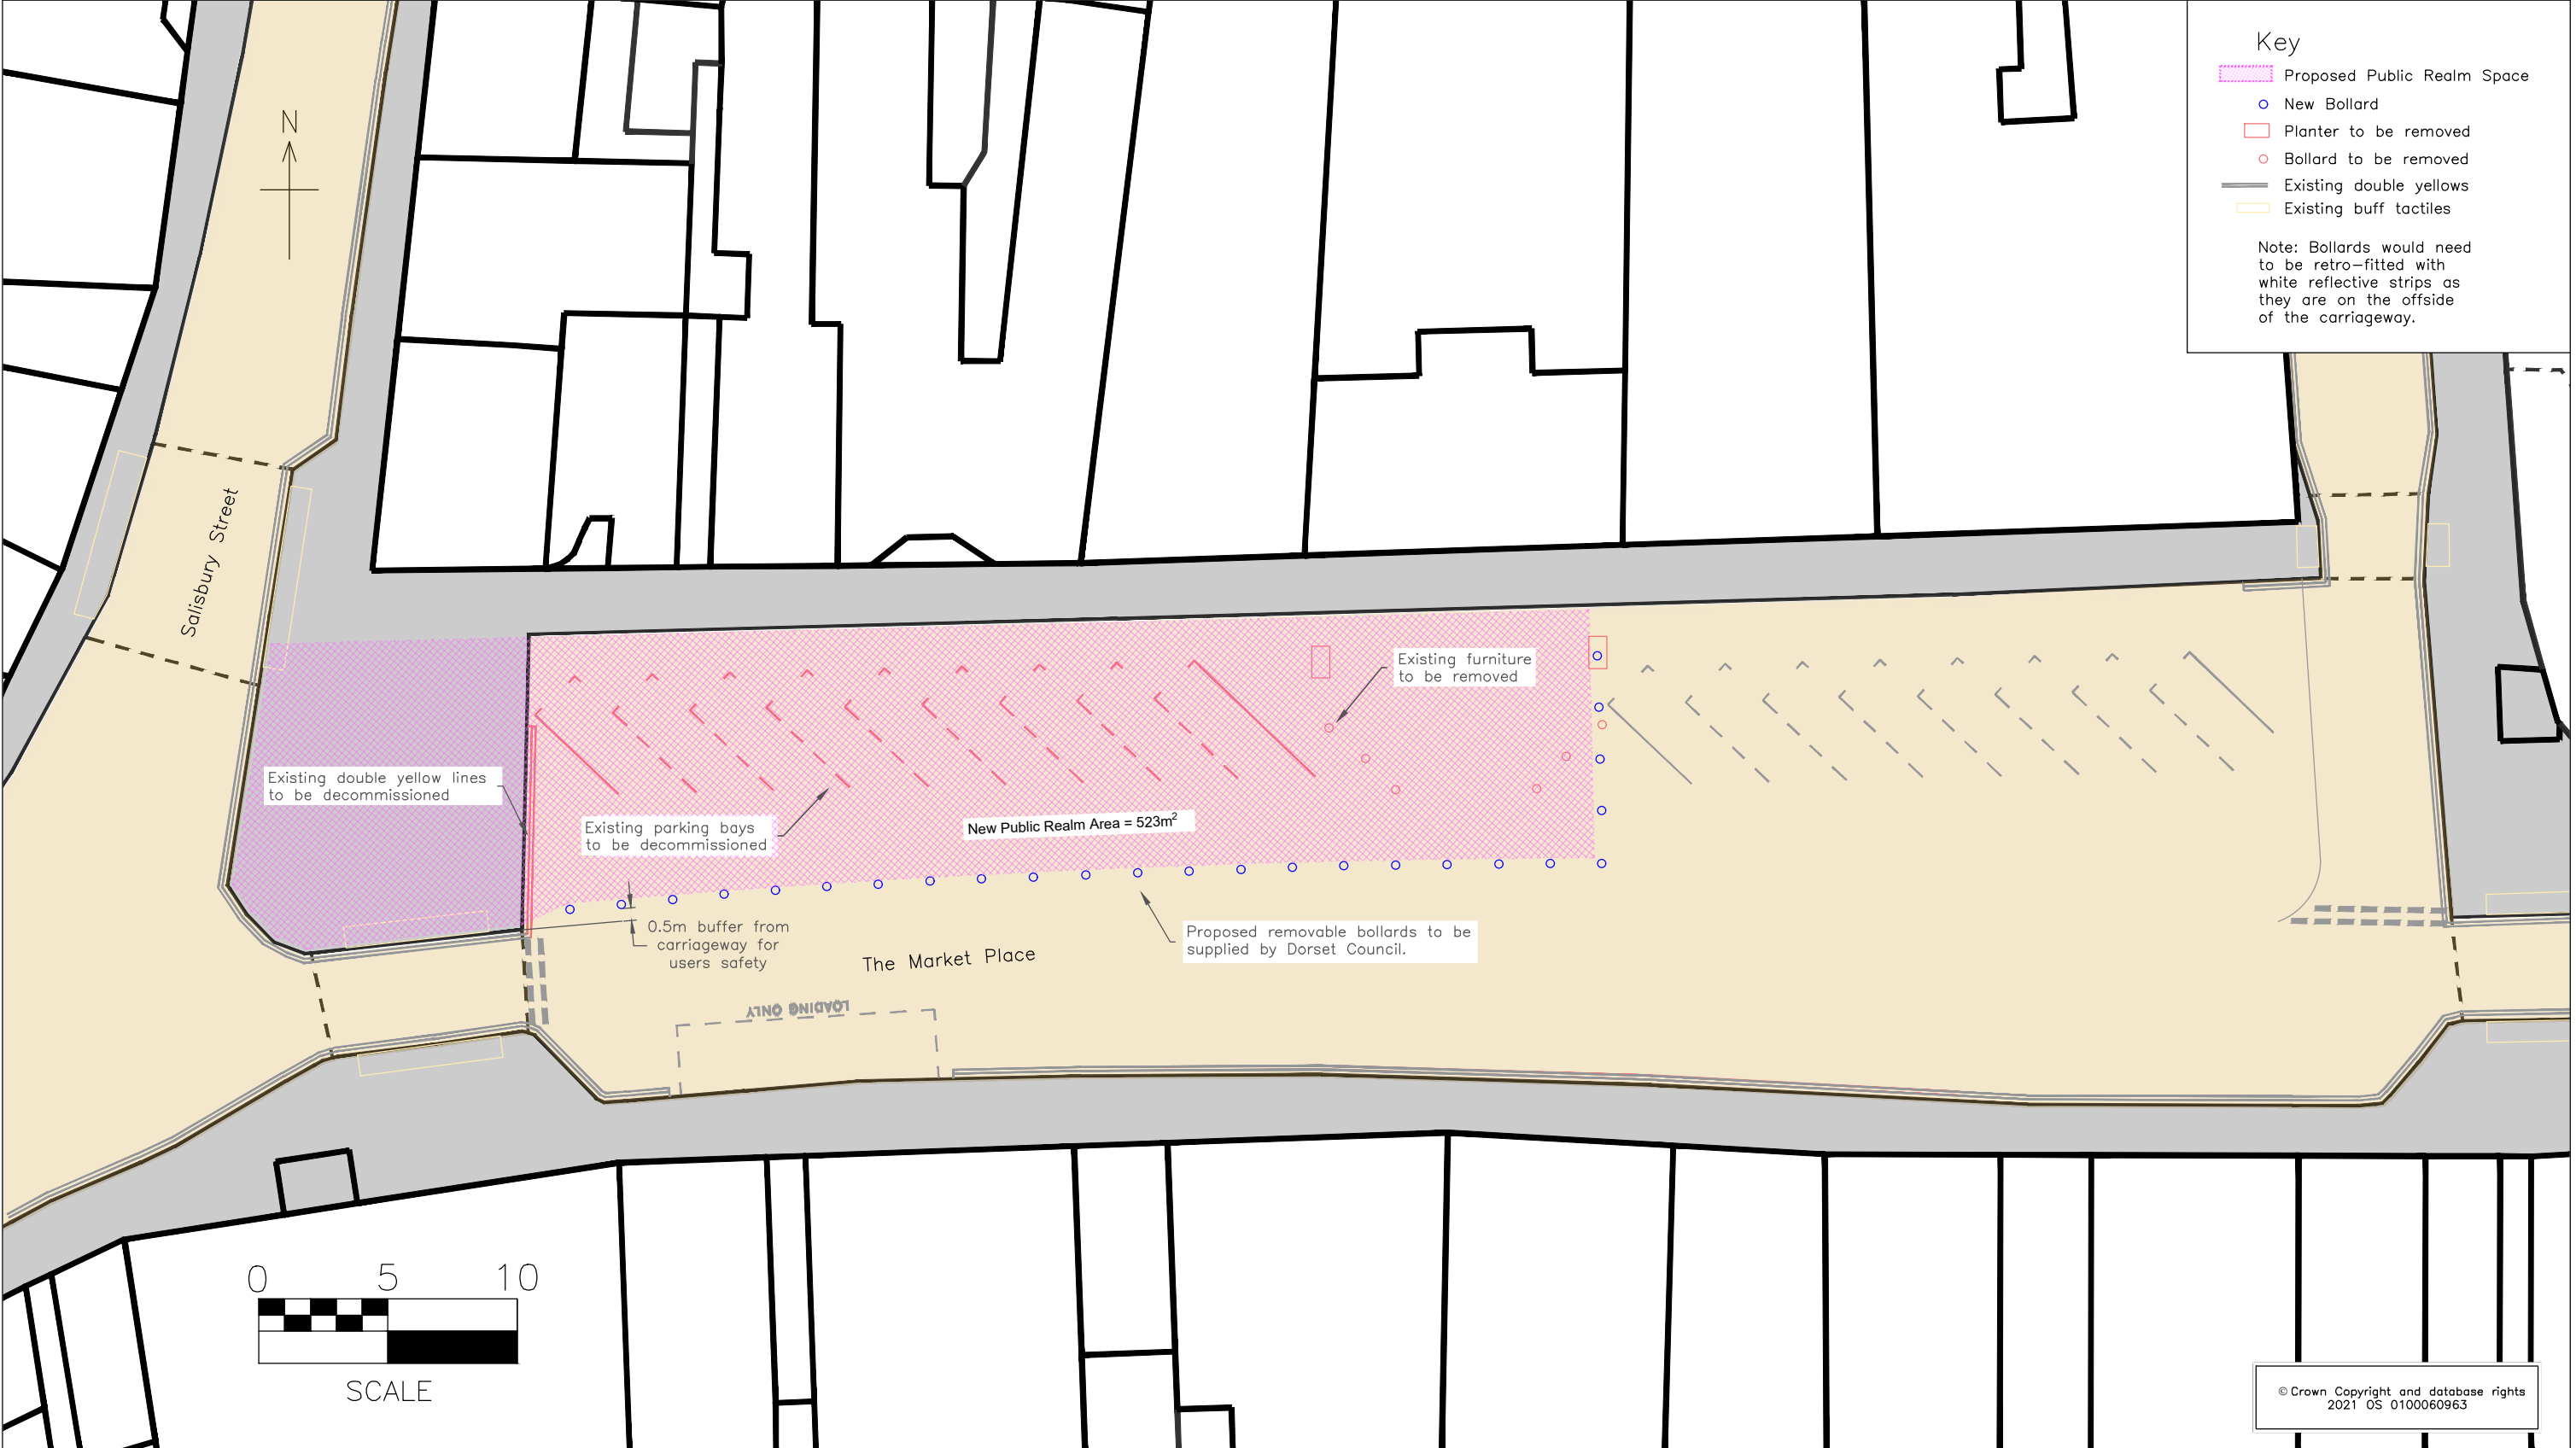 Key
Proposed Public Realm Space
New Bollard
Planter to be removed
Bollard to be removed
Existing double yellows
Existing buff tactiles
Note: Bollards would need
to be retro-fitted with
white reflective strips as
they are on the offside
of the carriageway.
N
Salisbury Street
Existing furniture
to be removed
Existing double yellow lines
to be decommissioned
Existing parking bays
to be decommissioned
New Public Realm Area = 523m²
0.5m buffer from
carriageway for
users safety
The Market Place
Proposed removable bollards to be
supplied by Dorset Council.
LOADING ONLY
0 5 10
SCALE
© Crown Copyright and database rights
2021 OS 0100060963